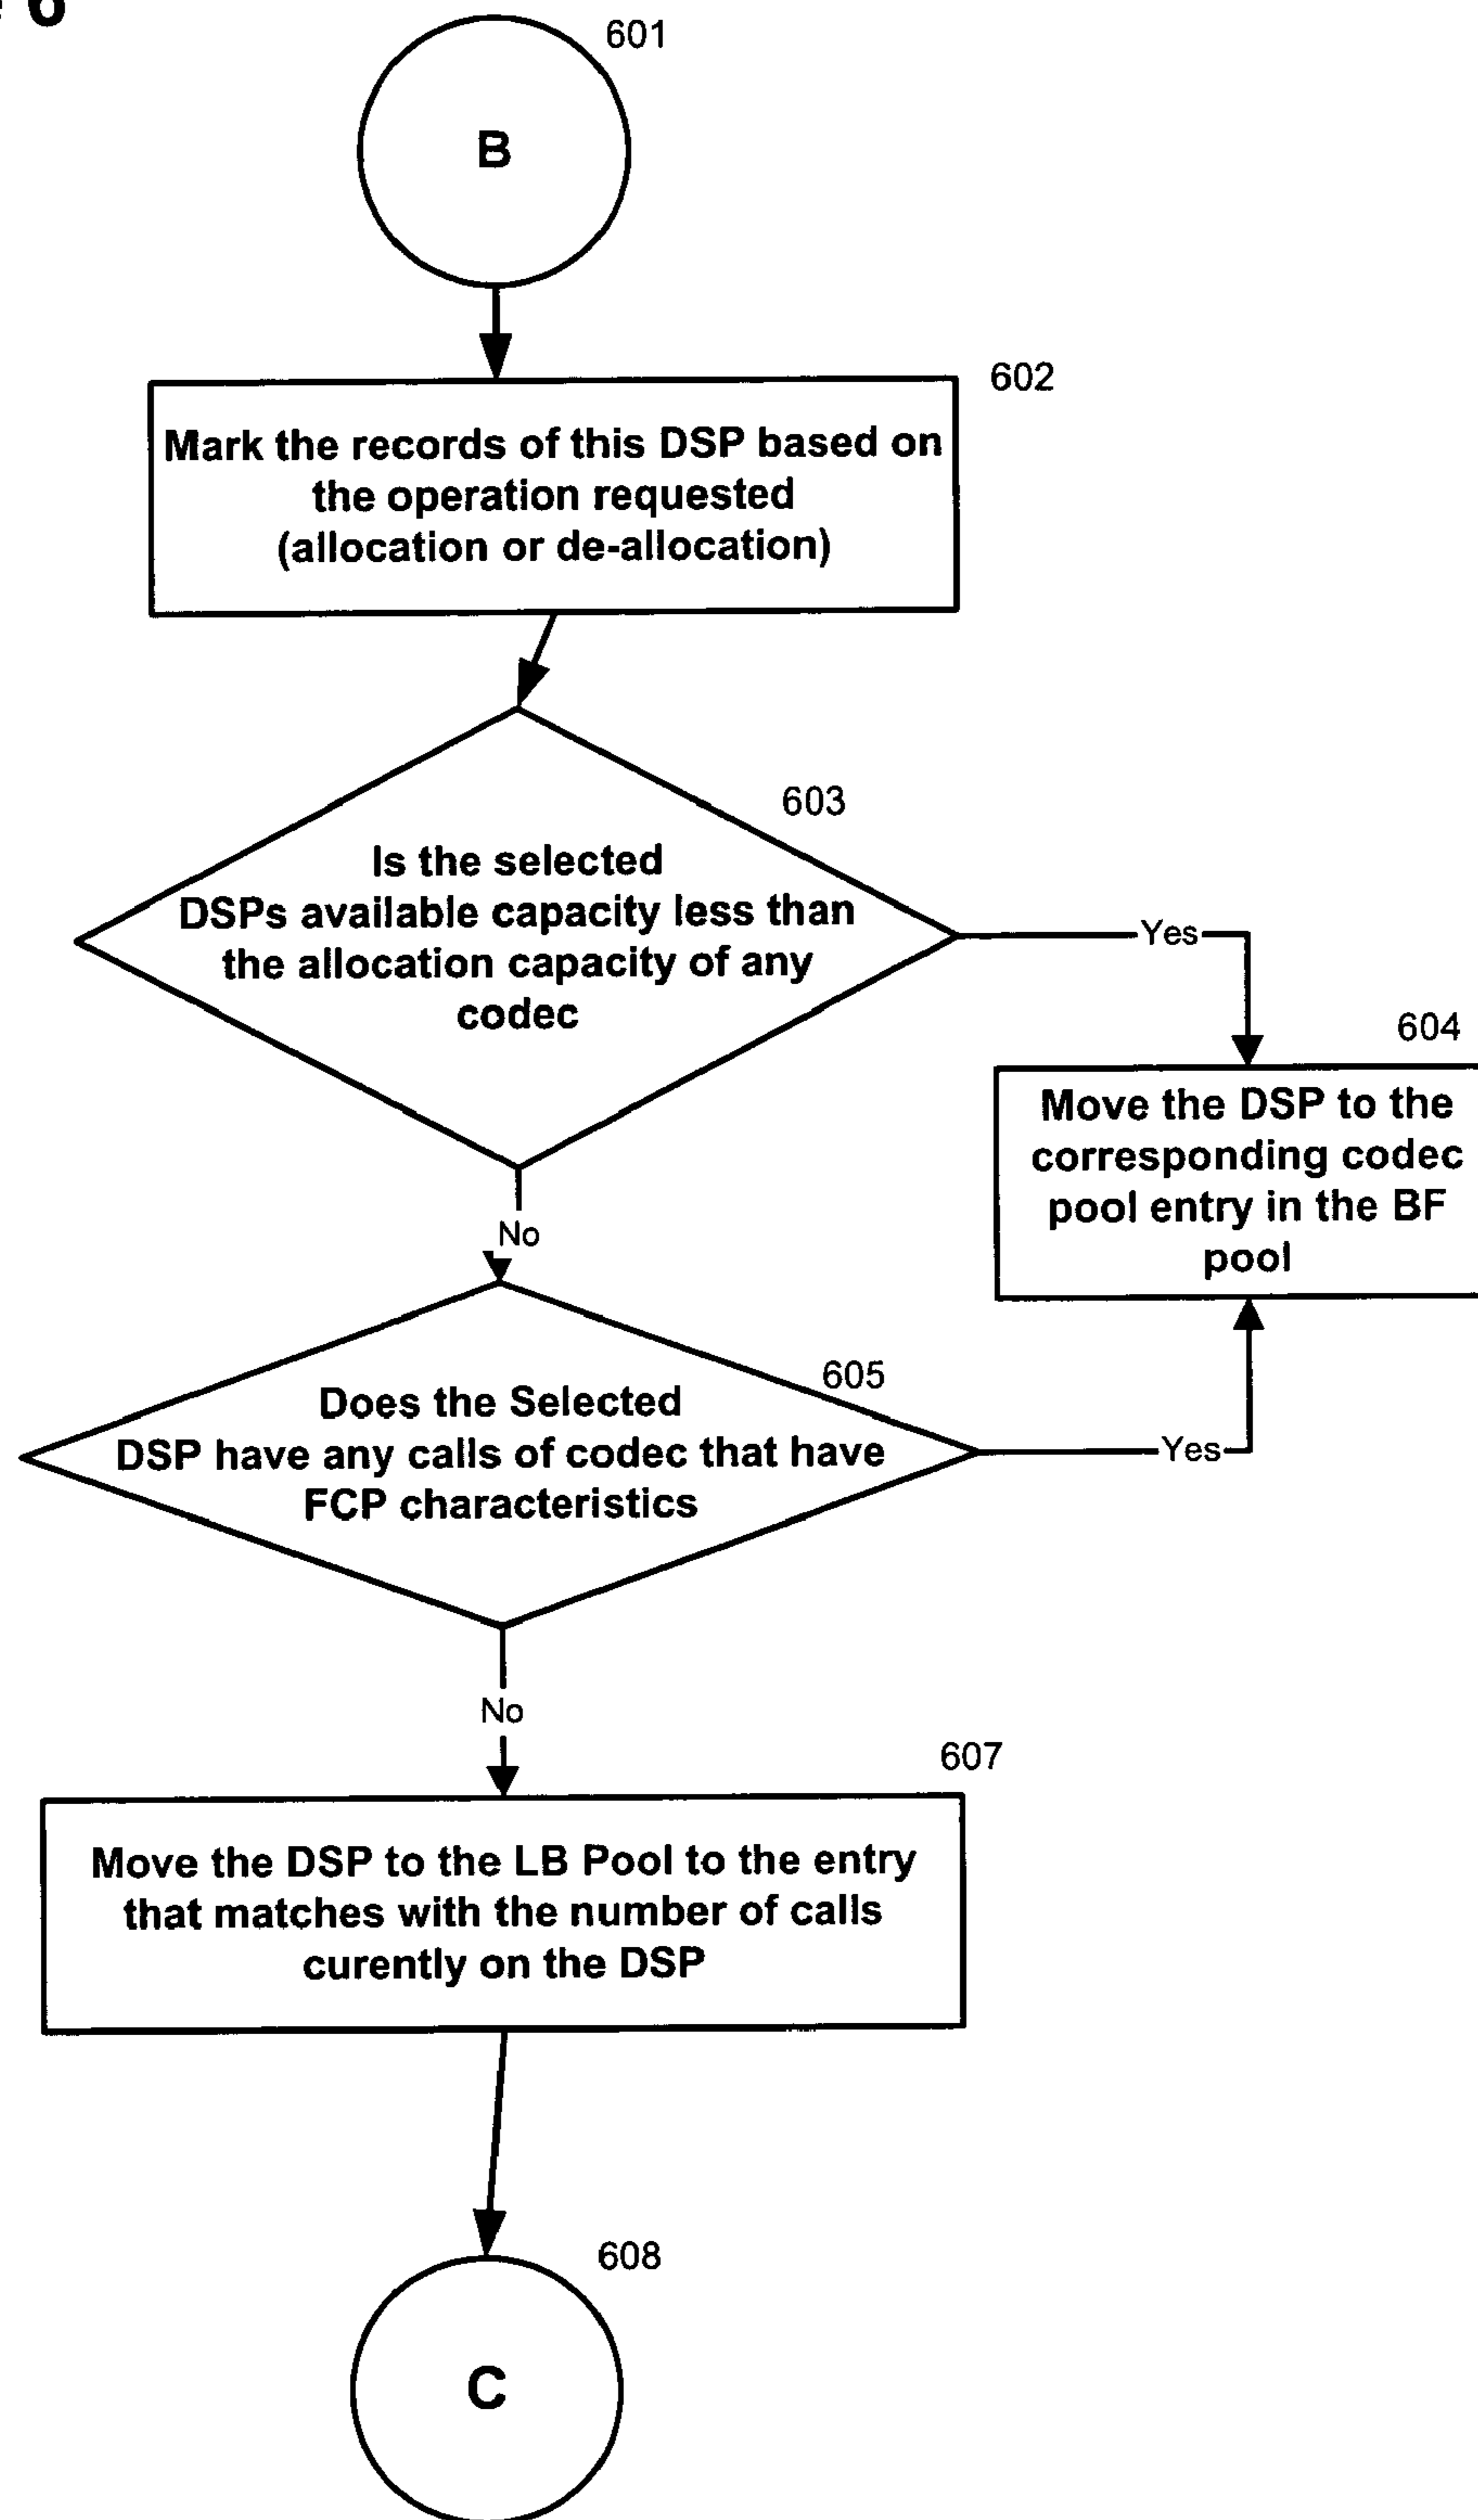 6
601
B
602
Mark the records of this DSP based on
the operation requested
(allocation or de-allocation)
603
Is the selected
DSPs available capacity less than
the allocation capacity of any
codec
Yes
604
Move the DSP to the
corresponding codec
pool entry in the BF
pool
No
605
Does the Selected
DSP have any calls of codec that have
FCP characteristics
Yes
No
607
Move the DSP to the LB Pool to the entry
that matches with the number of calls
curently on the DSP
608
C